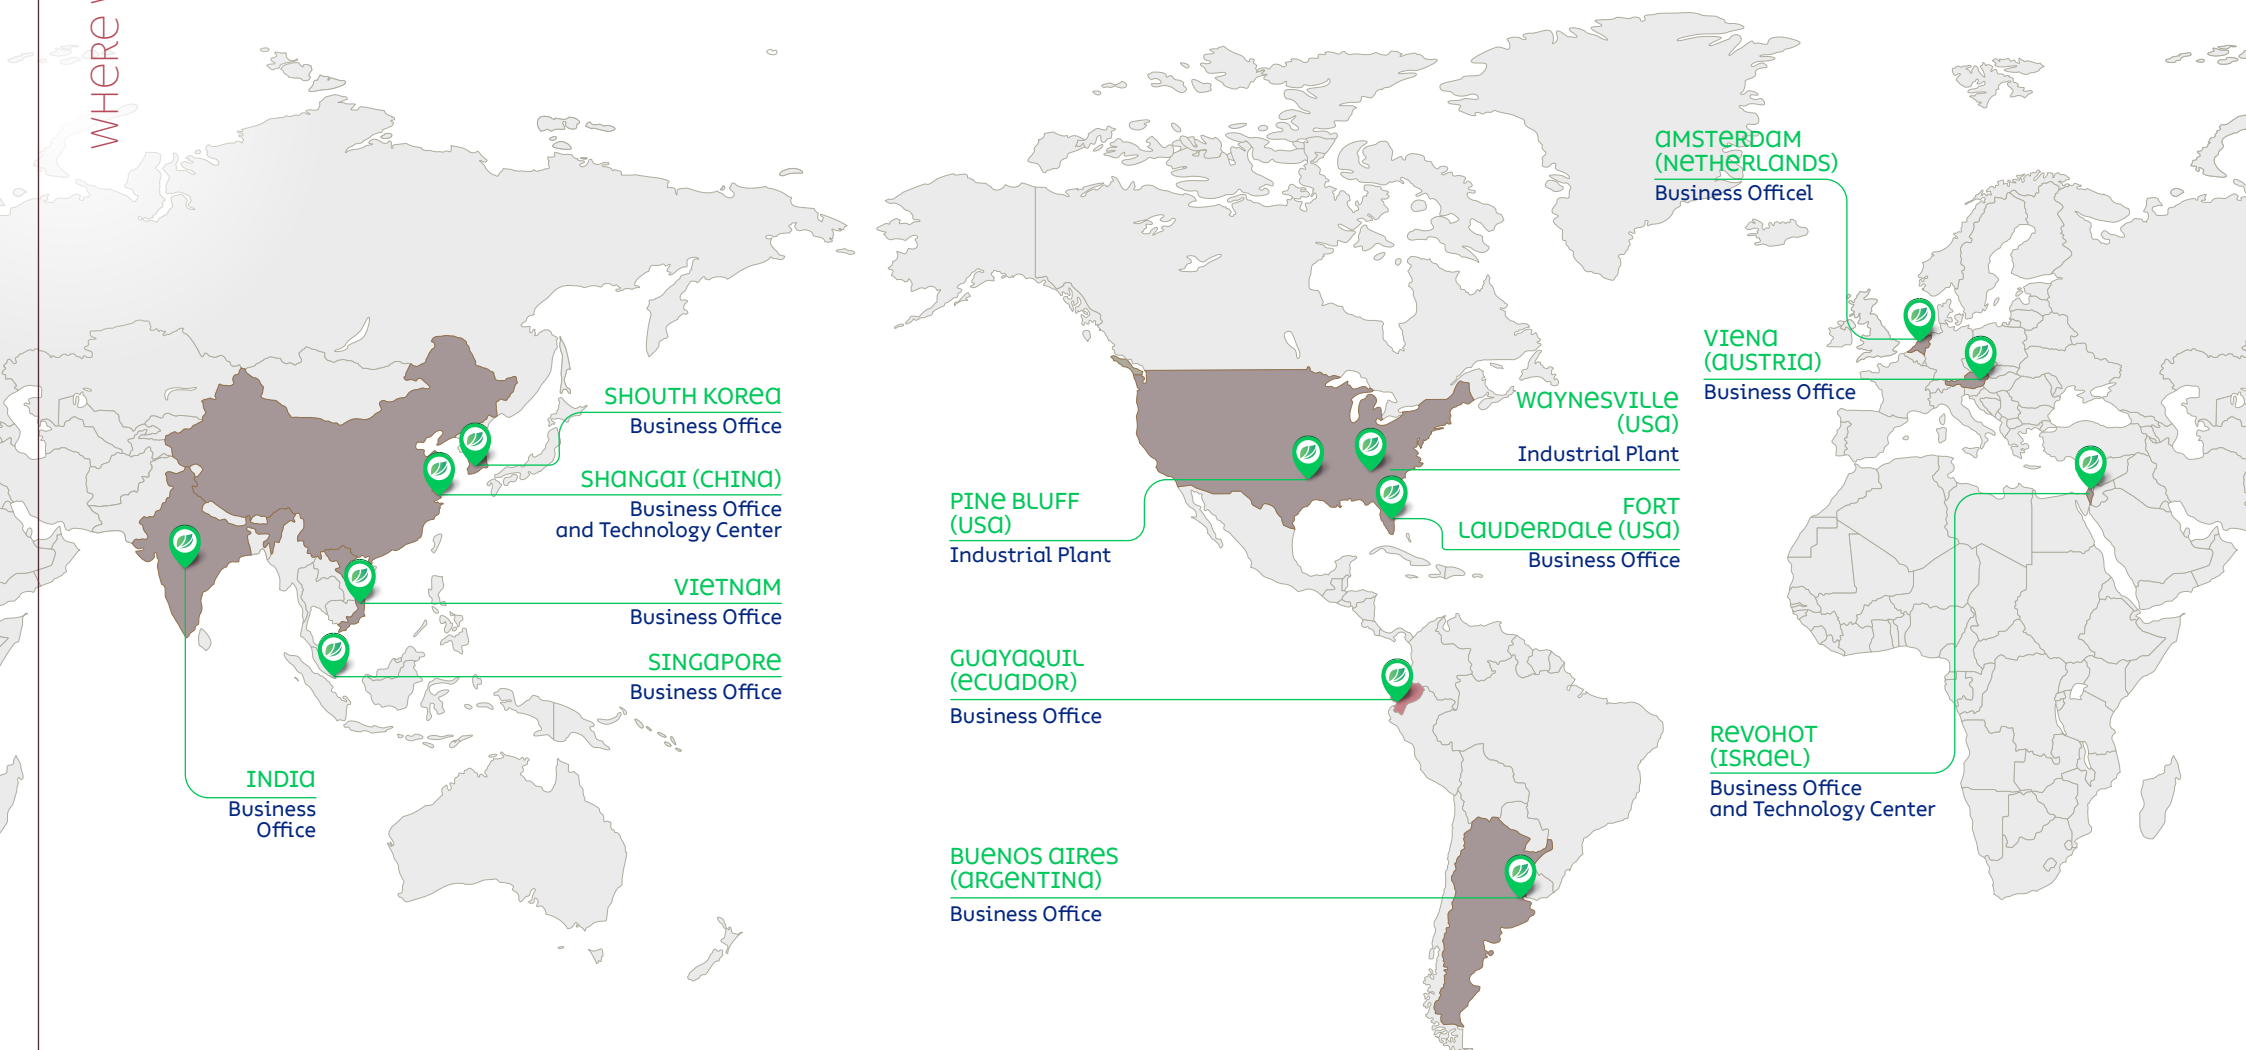 WHERE
SHOUTH KOREA
Business Office
SHANGAI (CHINA)
Business Office
and Technology Center
VIETNAM
Business Office
SINGAPORE
Business Office
INDIA
Business
Office
PINE BLUFF
(USA)
Industrial Plant
WAYNESVILLE
(USA)
Industrial Plant
FORT
LAUDERDALE (USA)
Business Office
GUAYAQUIL
(ECUADOR)
Business Office
BUENOS AIRES
(ARGENTINA)
Business Office
AMSTERDAM
(NETHERLANDS)
Business Officel
VIENA
(AUSTRIA)
Business Office
REVOHOT
(ISRAEL)
Business Office
and Technology Center